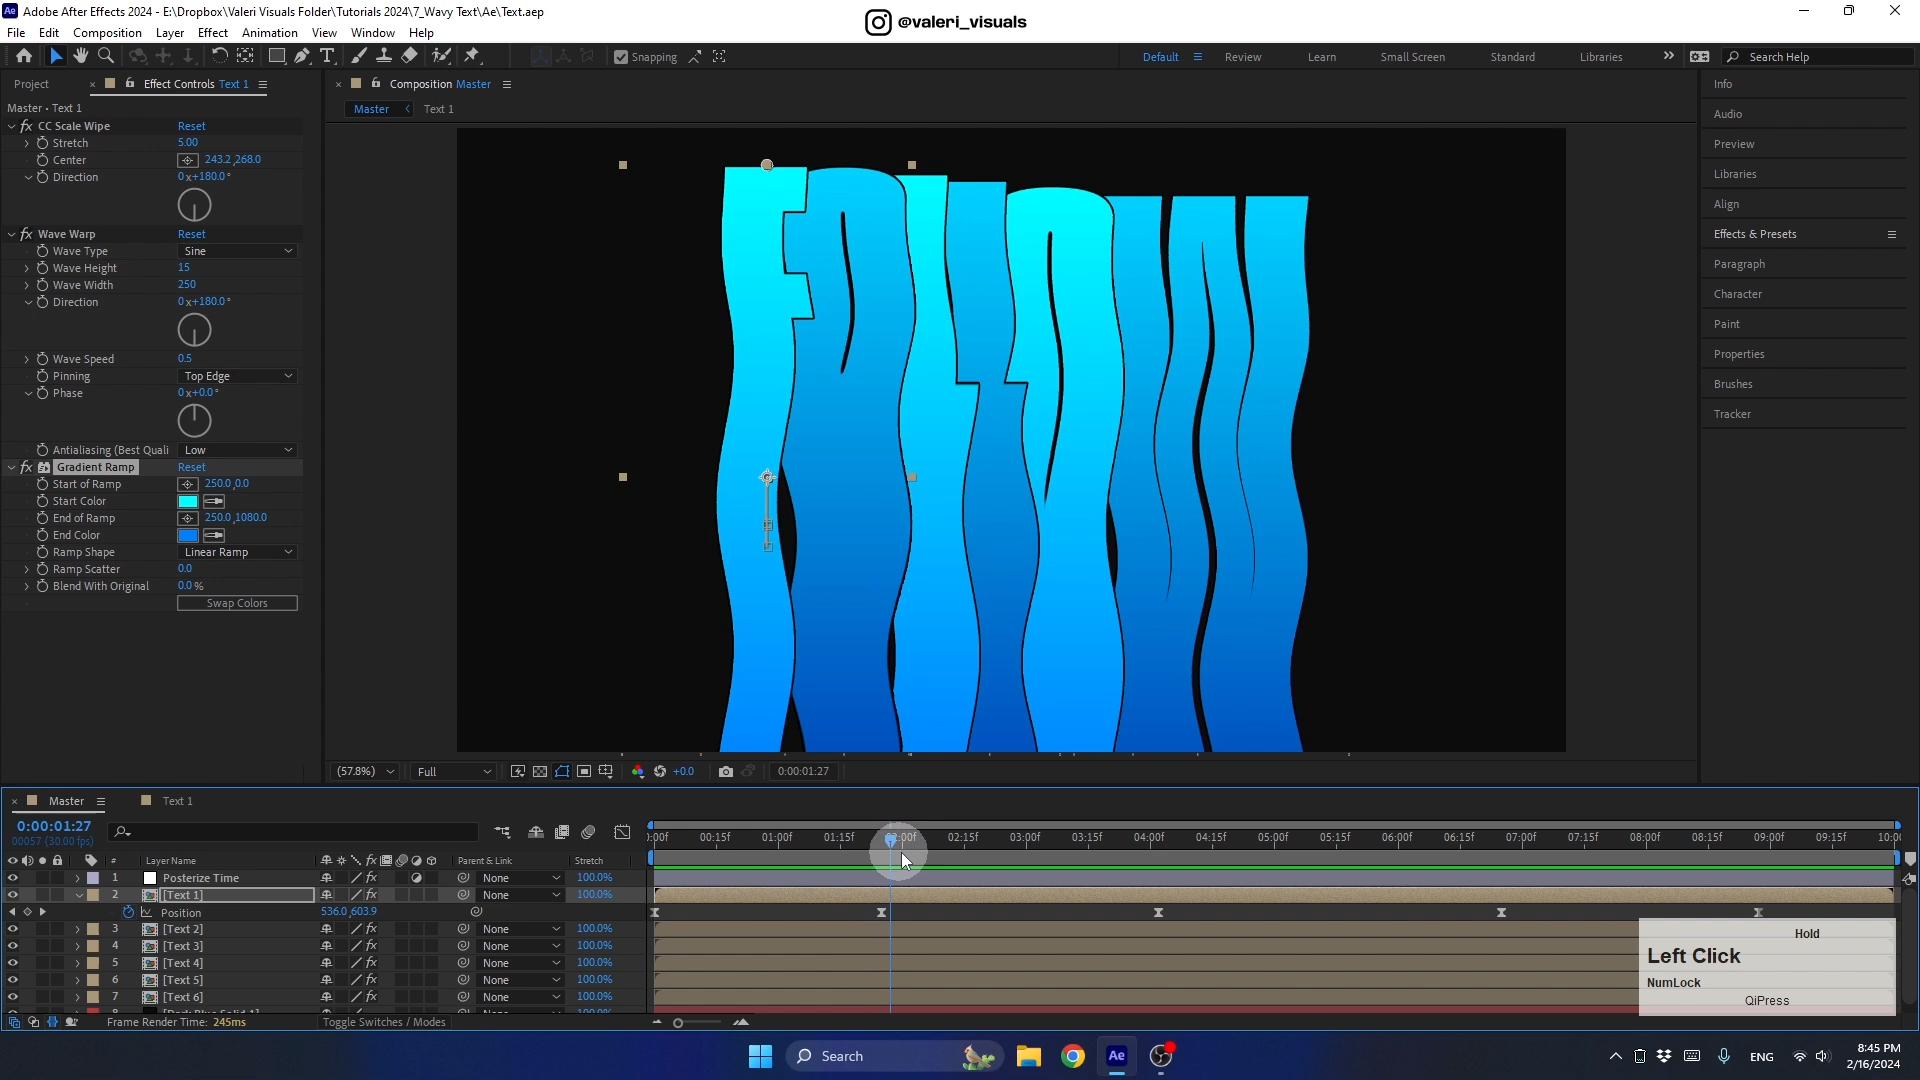 Adobe After Effects 2024 - E:\Dropbox\Valeri Visuals Folder\Tutorials 2024\7_Wavy Text\Ae\Text.aep
@valeri_visuals
File Edit Composition Layer Effect Animation View Window Help
Snapping
Default Review Learn Small Screen Standard Libraries
Search Help
Project
Effect Controls Text 1
Master • Text 1
CC Scale Wipe Reset
Stretch 5.00
Center 243.2,268.0
Direction 0x+180.0°
Wave Warp Reset
Wave Type Sine
Wave Height 15
Wave Width 250
Direction 0x+180.0°
Wave Speed 0.5
Pinning Top Edge
Phase 0x+0.0°
Antialiasing (Best Quali Low
Gradient Ramp Reset
Start of Ramp 250.0,0.0
Start Color
End of Ramp 250.0,1080.0
End Color
Ramp Shape Linear Ramp
Ramp Scatter 0.0
Blend With Original 0.0%
Swap Colors
Composition Master
Master Text 1
Info
Audio
Preview
Libraries
Align
Effects & Presets
Paragraph
Character
Paint
Properties
Brushes
Tracker
(57.8%) Full +0.0 0:00:01:27
Master Text 1
0:00:01:27
00057 (30.00 fps)
:00f 00:15f 01:00f 01:15f 02:00f 02:15f 03:00f 03:15f 04:00f 04:15f 05:00f 05:15f 06:00f 06:15f 07:00f 07:15f 08:00f 08:15f 09:00f 09:15f 10:0
# Layer Name Parent & Link Stretch
1 Posterize Time None 100.0%
2 [Text 1] None 100.0%
Position 536.0,603.9
3 [Text 2] None 100.0%
4 [Text 3] None 100.0%
5 [Text 4] None 100.0%
6 [Text 5] None 100.0%
7 [Text 6] None 100.0%
Frame Render Time: 245ms Toggle Switches / Modes
Hold
Left Click
NumLock
QiPress
Search
Ae
ENG
8:45 PM
2/16/2024